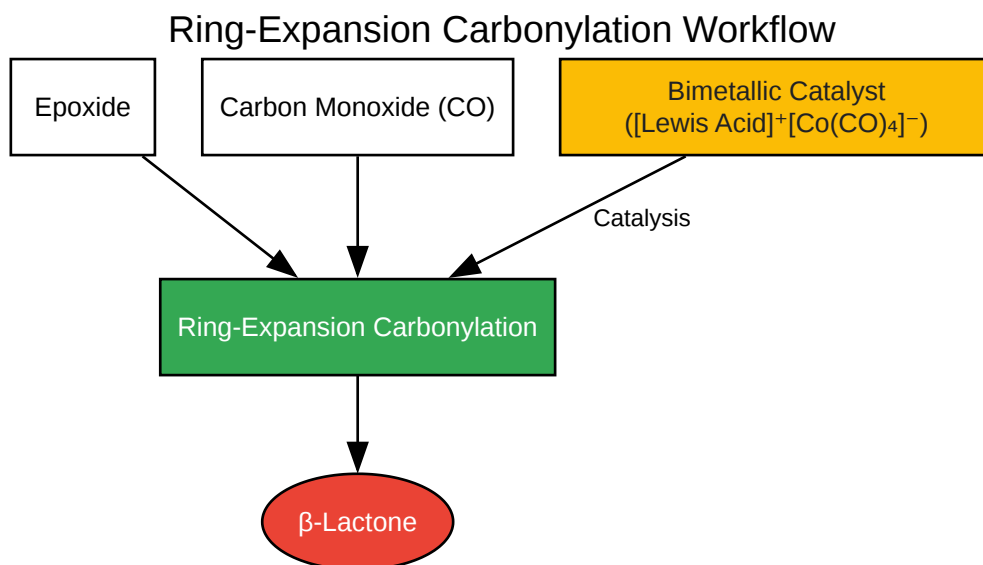 Ring-Expansion Carbonylation Workflow
Epoxide
Carbon Monoxide (CO)
Bimetallic Catalyst
([Lewis Acid]⁺[Co(CO)₄]⁻)
Catalysis
Ring-Expansion Carbonylation
β-Lactone